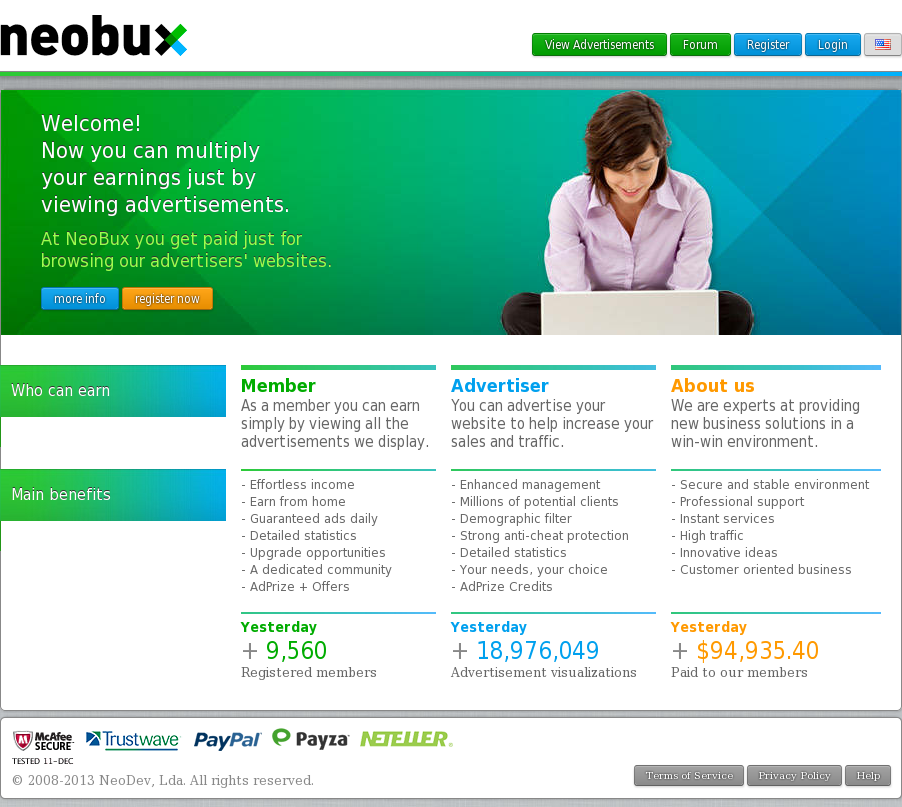 neobux
View Advertisements
Forum
Register
Login
Welcome!
Now you can multiply
your earnings just by
viewing advertisements.
At NeoBux you get paid just for
browsing our advertisers' websites.
more info
register now
Who can earn
Member
As a member you can earn
simply by viewing all the
advertisements we display.
Advertiser
You can advertise your
website to help increase your
sales and traffic.
About us
We are experts at providing
new business solutions in a
win-win environment.
Main benefits
- Effortless income
- Earn from home
- Guaranteed ads daily
- Detailed statistics
- Upgrade opportunities
- A dedicated community
- AdPrize + Offers
- Enhanced management
- Millions of potential clients
- Demographic filter
- Strong anti-cheat protection
- Detailed statistics
- Your needs, your choice
- AdPrize Credits
- Secure and stable environment
- Professional support
- Instant services
- High traffic
- Innovative ideas
- Customer oriented business
Yesterday
+ 9,560
Registered members
Yesterday
+ 18,976,049
Advertisement visualizations
Yesterday
+ $94,935.40
Paid to our members
McAfee
SECURE
TESTED 11-DEC
Trustwave
PayPal
Payza
NETELLER
© 2008-2013 NeoDev, Lda. All rights reserved.
Terms of Service
Privacy Policy
Help